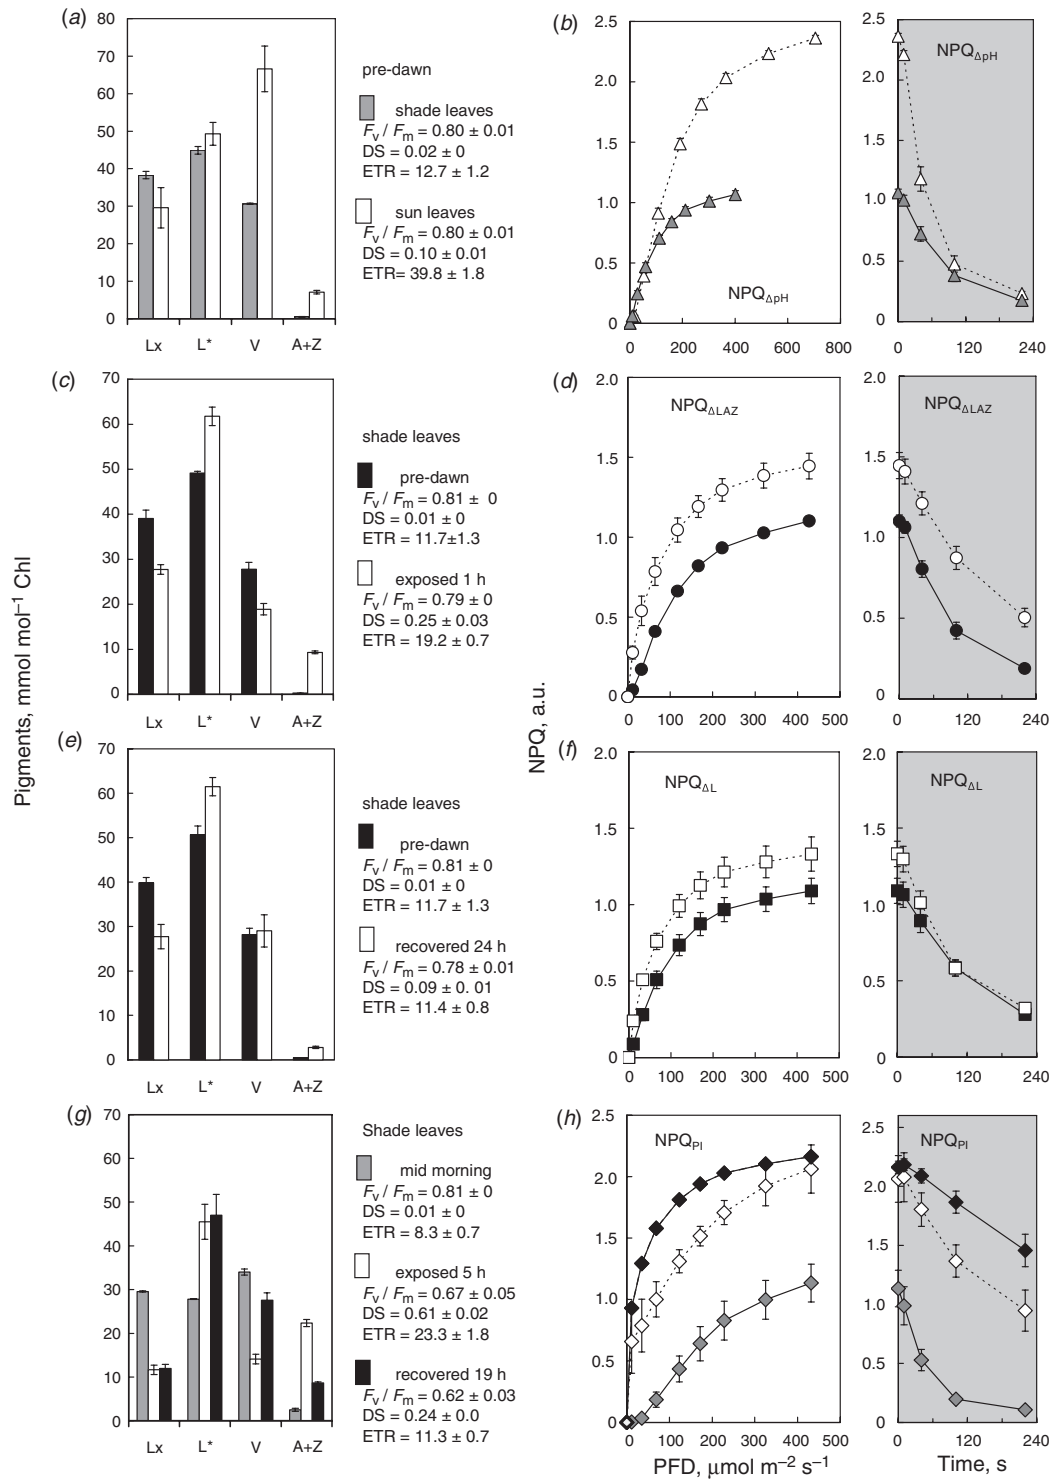 Pigments, mmol mol⁻¹ Chl
(a)
80
70
60
50
40
30
20
10
0
Lx L* V A+Z
pre-dawn
shade leaves
Fv / Fm = 0.80 ± 0.01
DS = 0.02 ± 0
ETR = 12.7 ± 1.2
sun leaves
Fv / Fm = 0.80 ± 0.01
DS = 0.10 ± 0.01
ETR= 39.8 ± 1.8
NPQ, a.u.
(b)
2.5
2.0
1.5
1.0
0.5
0
NPQΔpH
0 200 400 600 800
2.5
2.0
1.5
1.0
0.5
0
NPQΔpH
0 120 240
(c)
70
60
50
40
30
20
10
0
Lx L* V A+Z
shade leaves
pre-dawn
Fv / Fm = 0.81 ± 0
DS = 0.01 ± 0
ETR = 11.7±1.3
exposed 1 h
Fv / Fm = 0.79 ± 0
DS = 0.25 ± 0.03
ETR = 19.2 ± 0.7
(d)
2.0
1.5
1.0
0.5
0
NPQΔLAZ
0 100 200 300 400 500
2.0
1.5
1.0
0.5
0
NPQΔLAZ
0 120 240
(e)
70
60
50
40
30
20
10
0
Lx L* V A+Z
shade leaves
pre-dawn
Fv / Fm = 0.81 ± 0
DS = 0.01 ± 0
ETR = 11.7 ± 1.3
recovered 24 h
Fv / Fm = 0.78 ± 0.01
DS = 0.09 ± 0. 01
ETR = 11.4 ± 0.8
(f)
2.0
1.5
1.0
0.5
0
NPQΔL
0 100 200 300 400 500
2.0
1.5
1.0
0.5
0
NPQΔL
0 120 240
(g)
70
60
50
40
30
20
10
0
Lx L* V A+Z
Shade leaves
mid morning
Fv / Fm = 0.81 ± 0
DS = 0.01 ± 0
ETR = 8.3 ± 0.7
exposed 5 h
Fv / Fm = 0.67 ± 0.05
DS = 0.61 ± 0.02
ETR = 23.3 ± 1.8
recovered 19 h
Fv / Fm = 0.62 ± 0.03
DS = 0.24 ± 0.0
ETR = 11.3 ± 0.7
(h)
2.5
2.0
1.5
1.0
0.5
0
NPQPI
0 100 200 300 400 500
PFD, μmol m⁻² s⁻¹
2.5
2.0
1.5
1.0
0.5
0
NPQPI
0 120 240
Time, s